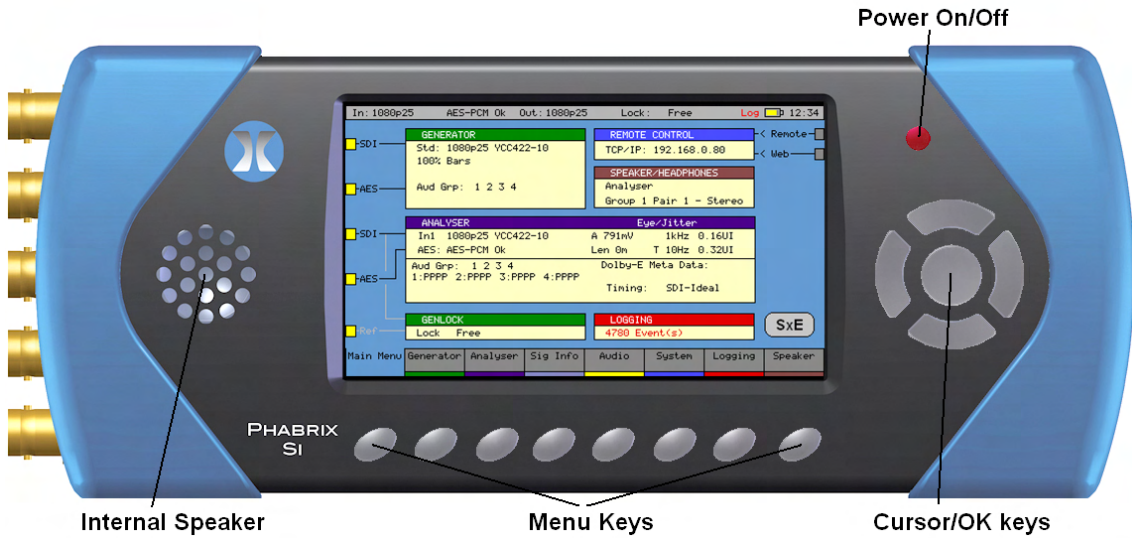 Power On/Off
In: 1080p25 AES-PCM Ok Out: 1080p25 Lock: Free Log 12:34
SDI
AES
SDI
AES
Ref
GENERATOR
Std: 1080p25 YCC422-10
100% Bars
Aud Grp: 1 2 3 4
REMOTE CONTROL
TCP/IP: 192.168.0.80
< Remote
< Web
SPEAKER/HEADPHONES
Analyser
Group 1 Pair 1 - Stereo
ANALYSER Eye/Jitter
In1 1080p25 YCC422-10 A 791mV 1kHz 0.16UI
AES: AES-PCM Ok Len 0m T 10Hz 0.32UI
Aud Grp: 1 2 3 4 Dolby-E Meta Data:
1:PPPP 2:PPPP 3:PPPP 4:PPPP
Timing: SDI-Ideal
GENLOCK
Lock Free
LOGGING
4780 Event(s)
SxE
Main Menu Generator Analyser Sig Info Audio System Logging Speaker
PHABRIX
SI
Internal Speaker
Menu Keys
Cursor/OK keys